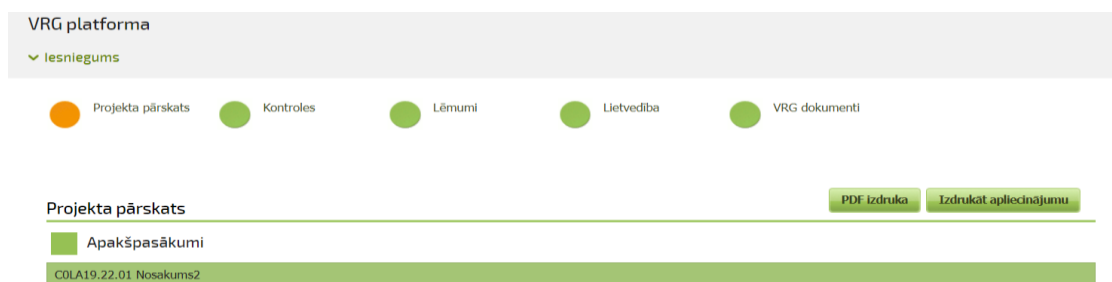 VRG platforma
Iesniegums
Projekta pārskats Kontroles Lēmumi Lietvedība VRG dokumenti
PDF izdruka Izdrukāt apliecinājumu
Projekta pārskats
Apakšpasākumi
C0LA19.22.01 Nosakums2